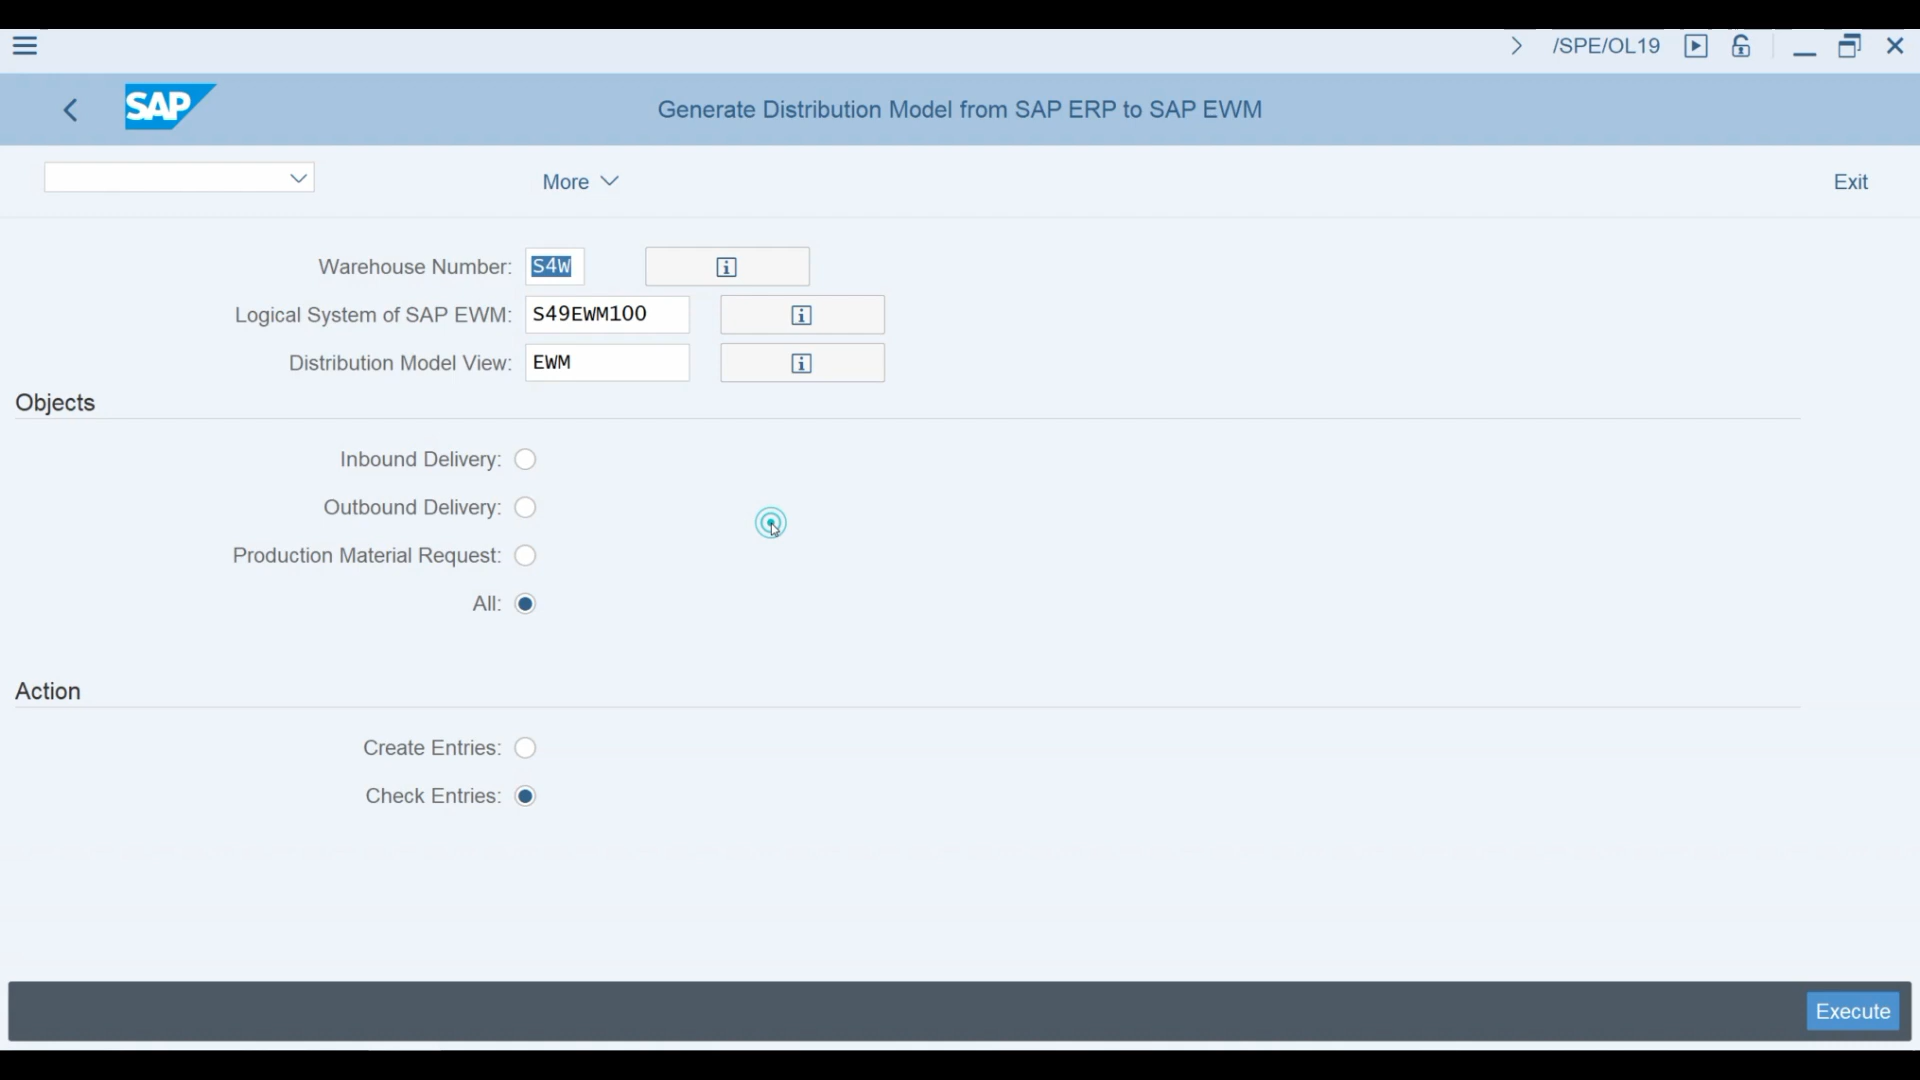 /SPE/OL19
SAP
Generate Distribution Model from SAP ERP to SAP EWM
More
Exit
Warehouse Number: S4W
Logical System of SAP EWM: S49EWM100
Distribution Model View: EWM
Objects
Inbound Delivery:
Outbound Delivery:
Production Material Request:
All:
Action
Create Entries:
Check Entries:
Execute